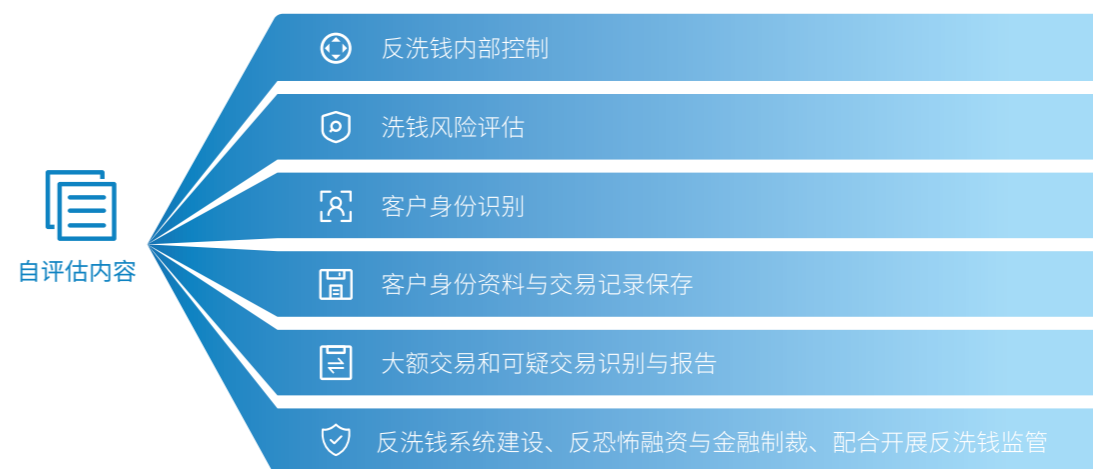 反洗钱内部控制
洗钱风险评估
客户身份识别
自评估内容
客户身份资料与交易记录保存
大额交易和可疑交易识别与报告
反洗钱系统建设、反恐怖融资与金融制裁、配合开展反洗钱监管